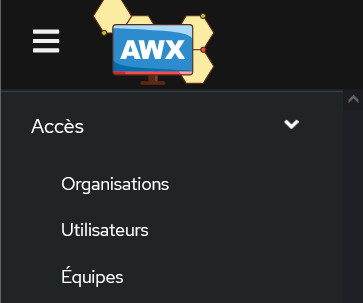 AWX
Accès
Organisations
Utilisateurs
Équipes